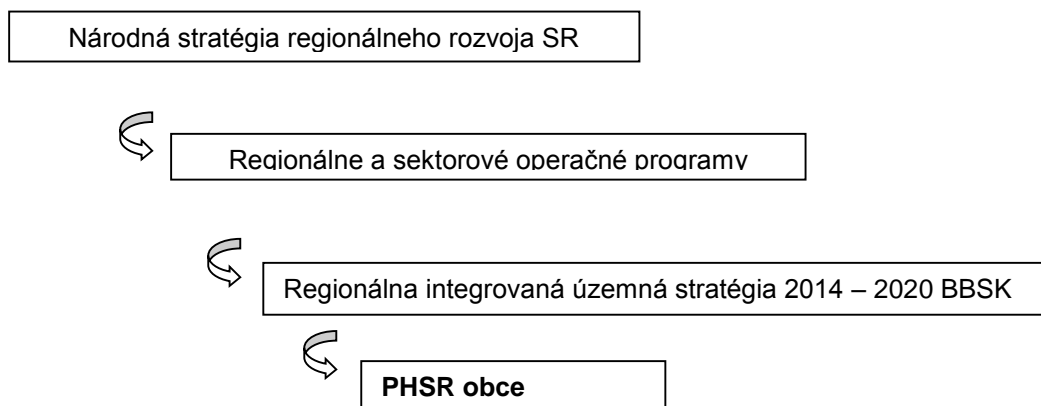 Národná stratégia regionálneho rozvoja SR
Regionálne a sektorové operačné programy
Regionálna integrovaná územná stratégia 2014 – 2020 BBSK
PHSR obce